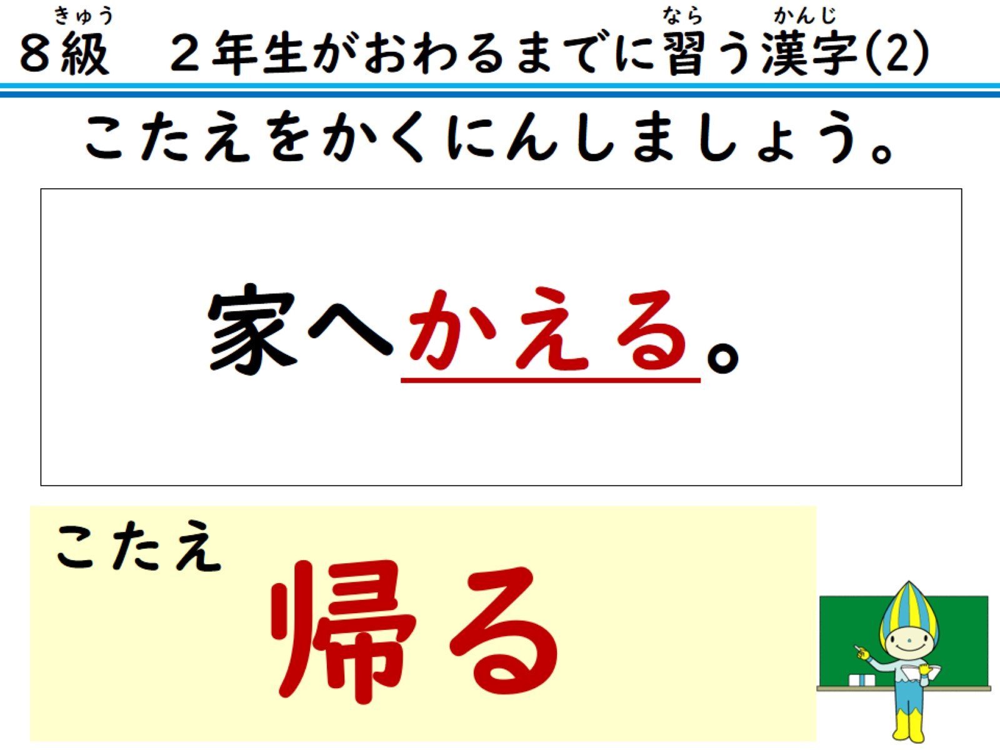 きゅう　なら　かんじ
８級　２年生がおわるまでに習う漢字(2)
こたえをかくにんしましょう。
家へかえる。
こたえ
帰る